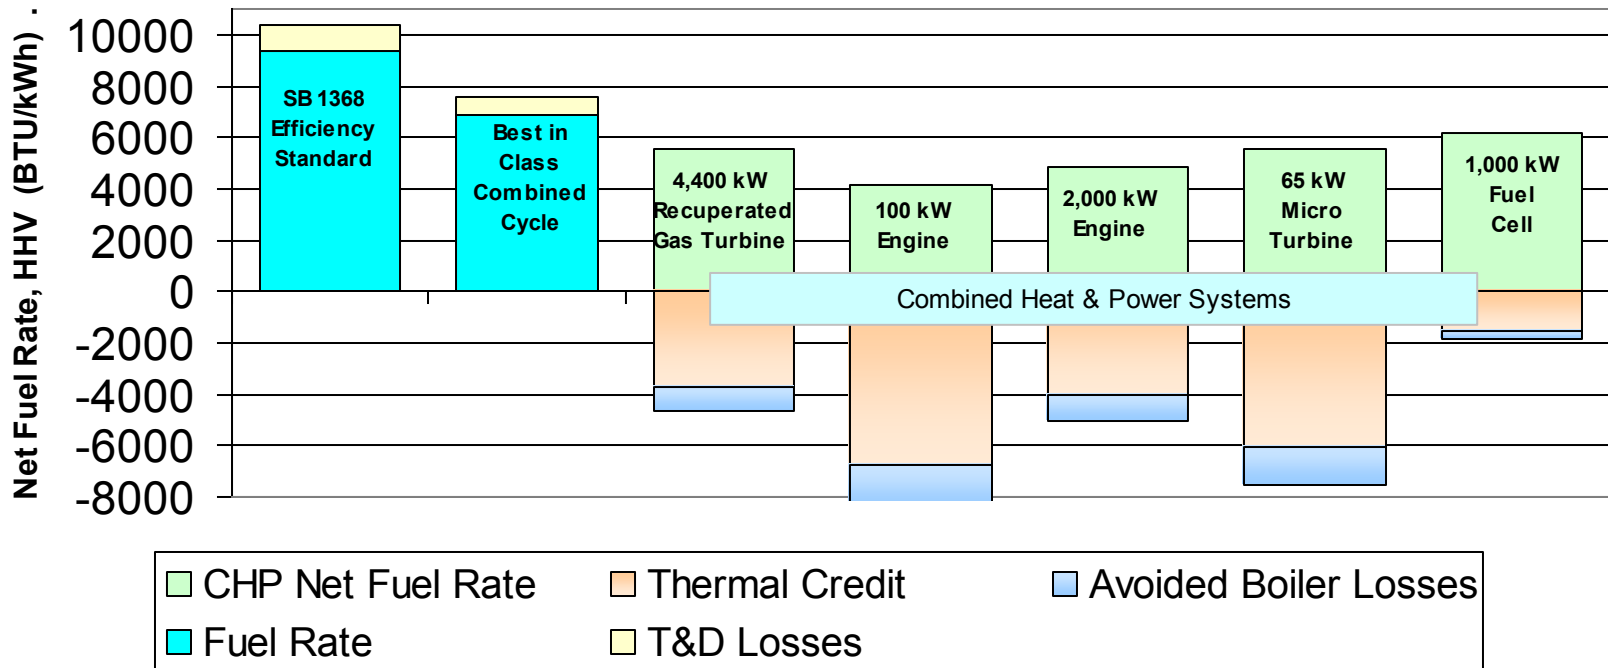 Net Fuel Rate, HHV (BTU/kWh) .
10000
8000
6000
4000
2000
0
-2000
-4000
-6000
-8000
SB 1368
Efficiency
Standard
Best in
Class
Combined
Cycle
4,400 kW
Recuperated
Gas Turbine
100 kW
Engine
2,000 kW
Engine
65 kW
Micro
Turbine
1,000 kW
Fuel
Cell
Combined Heat & Power Systems
CHP Net Fuel Rate
Thermal Credit
Avoided Boiler Losses
Fuel Rate
T&D Losses